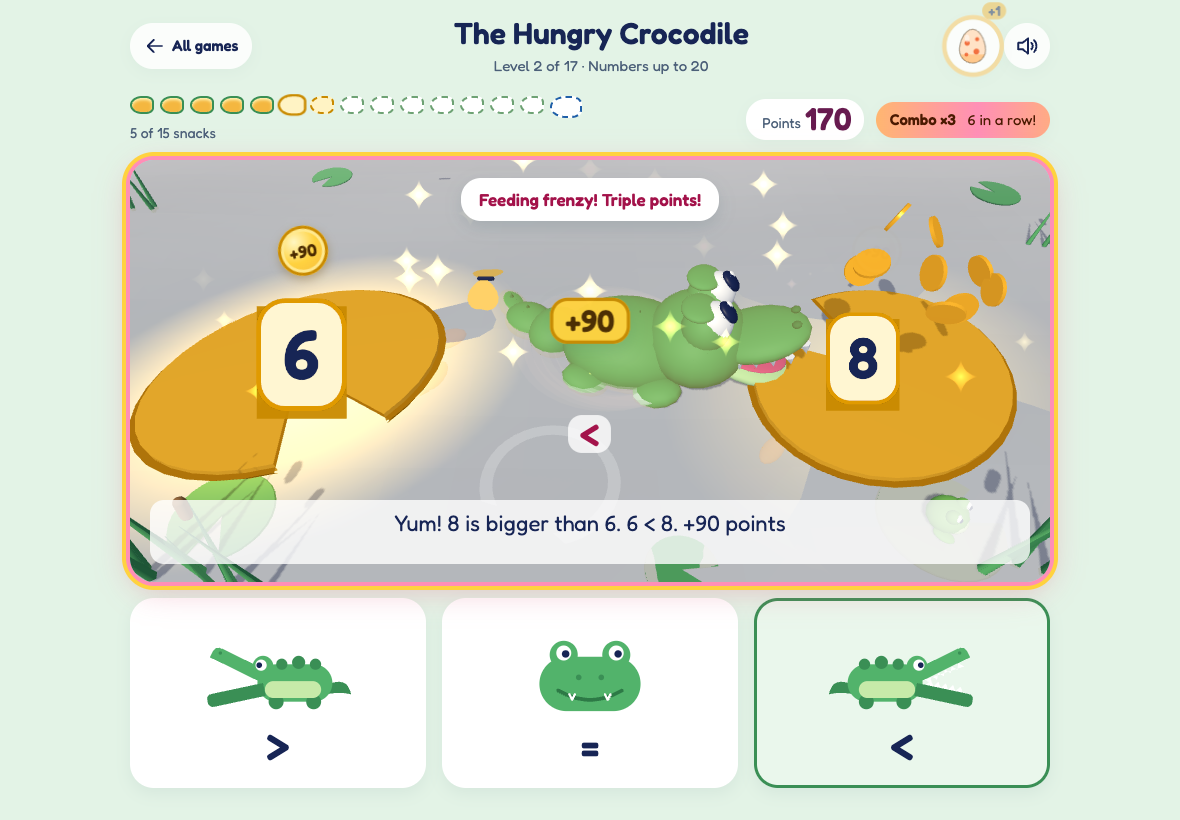 All games
The Hungry Crocodile
Level 2 of 17 · Numbers up to 20
+1
5 of 15 snacks
Points 170
Combo ×3 6 in a row!
Feeding frenzy! Triple points!
+90
6
+90
8
<
Yum! 8 is bigger than 6. 6 < 8. +90 points
>
=
<